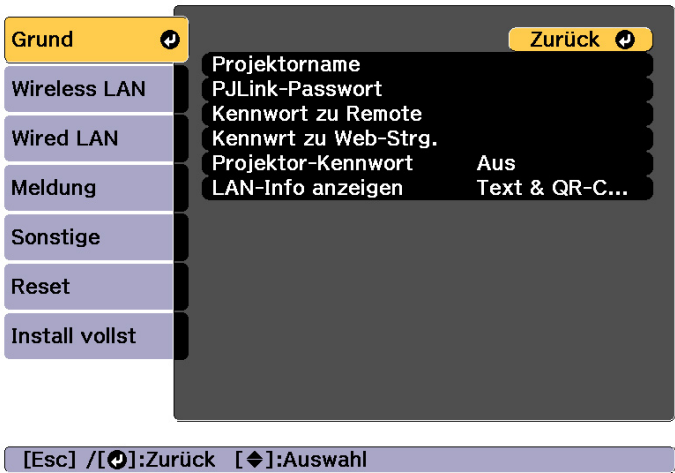 Grund
Wireless LAN
Wired LAN
Meldung
Sonstige
Reset
Install vollst
Zurück
Projektorname
PJLink-Passwort
Kennwort zu Remote
Kennwrt zu Web-Strg.
Projektor-Kennwort Aus
LAN-Info anzeigen Text & QR-C...
[Esc] /[⏎]:Zurück [◆]:Auswahl